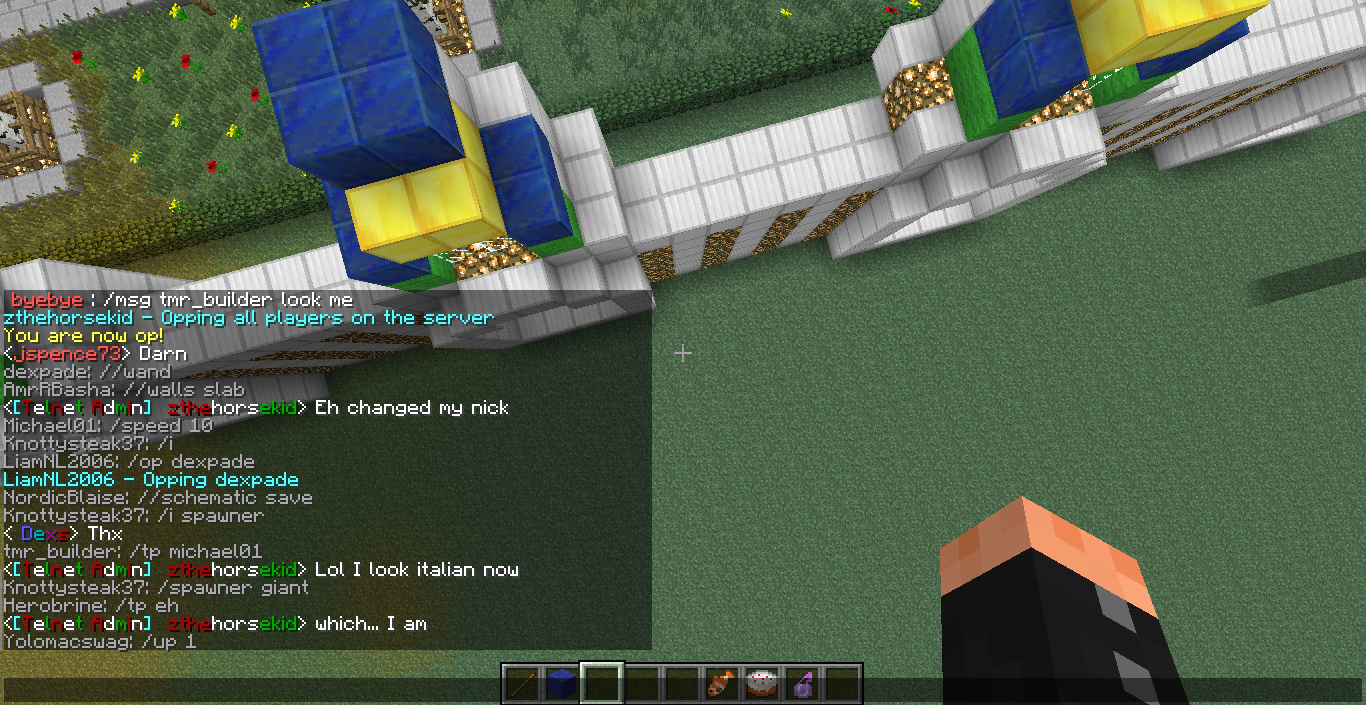 byebye : /msg tmr_builder look me
zthehorsekid - Opping all players on the server
You are now op!
<jspence73> Darn
dexpade: //wand
AmrRBasha: //walls slab
<[Telnet Admin] zthehorsekid> Eh changed my nick
Michael01: /speed 10
Knottysteak37: /i
LiamNL2006: /op dexpade
LiamNL2006 - Opping dexpade
NordicBlaise: //schematic save
Knottysteak37: /i spawner
< Dexs> Thx
tmr_builder: /tp michael01
<[Telnet Admin] zthehorsekid> Lol I look italian now
Knottysteak37: /spawner giant
Herobrine: /tp eh
<[Telnet Admin] zthehorsekid> which... I am
Yolomacswag: /up 1